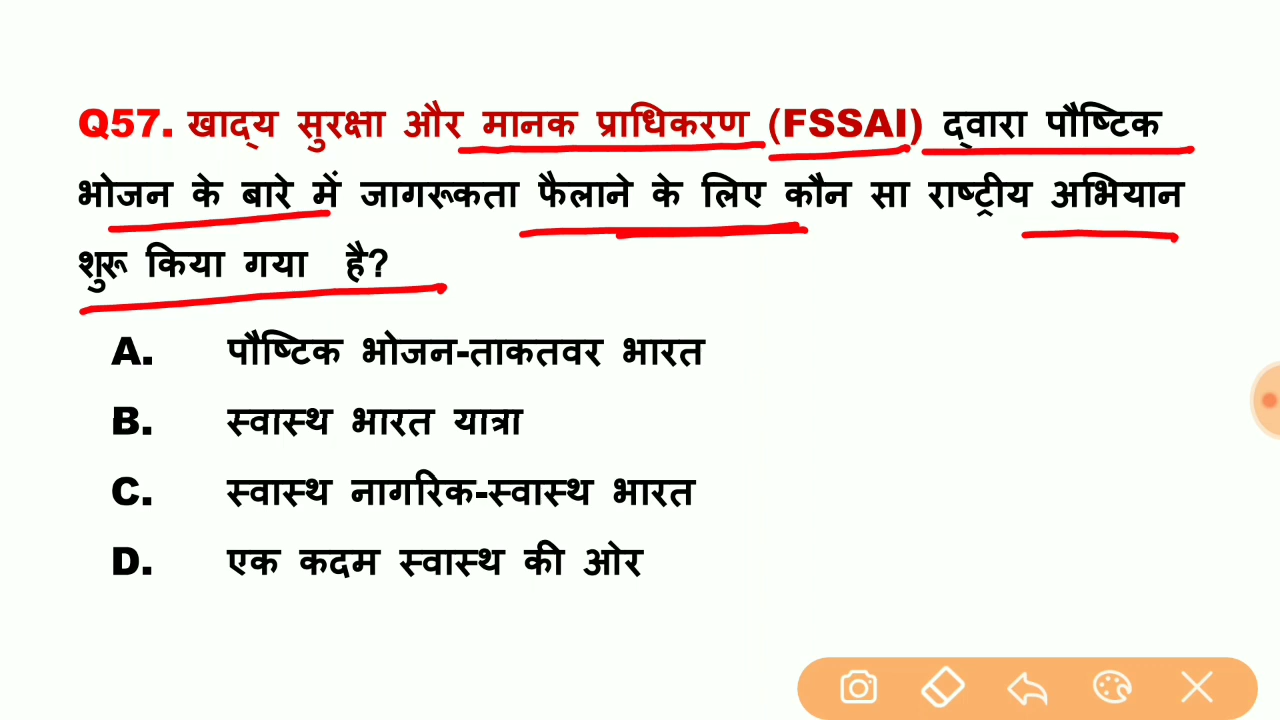 Q57. खाद्य सुरक्षा और मानक प्राधिकरण (FSSAI) द्वारा पौष्टिक
भोजन के बारे में जागरूकता फैलाने के लिए कौन सा राष्ट्रीय अभियान
शुरू किया गया है?
A. पौष्टिक भोजन-ताकतवर भारत
B. स्वास्थ भारत यात्रा
C. स्वास्थ नागरिक-स्वास्थ भारत
D. एक कदम स्वास्थ की ओर